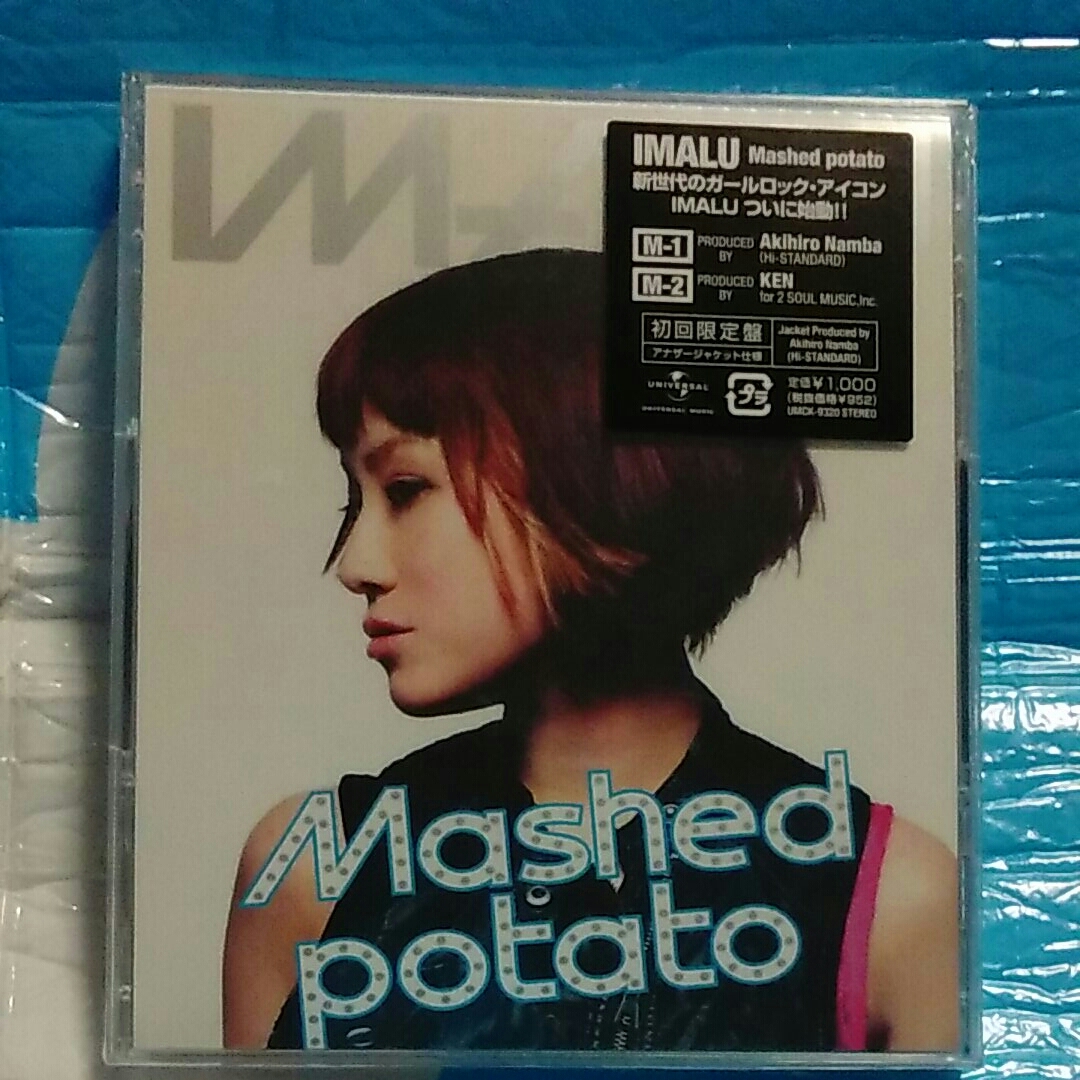 IMA
IMALU Mashed potato
新世代のガールロック・アイコン
IMALU ついに始動!!
M-1 PRODUCED BY Akihiro Namba
(Hi-STANDARD)
M-2 PRODUCED BY KEN
for 2 SOUL MUSIC,Inc.
初回限定盤
アナザージャケット仕様
Jacket Produced by
Akihiro Namba
(Hi-STANDARD)
UNIVERSAL
UNIVERSAL MUSIC
プラ
定価¥1,000
(税抜価格¥952)
UMCK-9320 STEREO
Mashed
potato